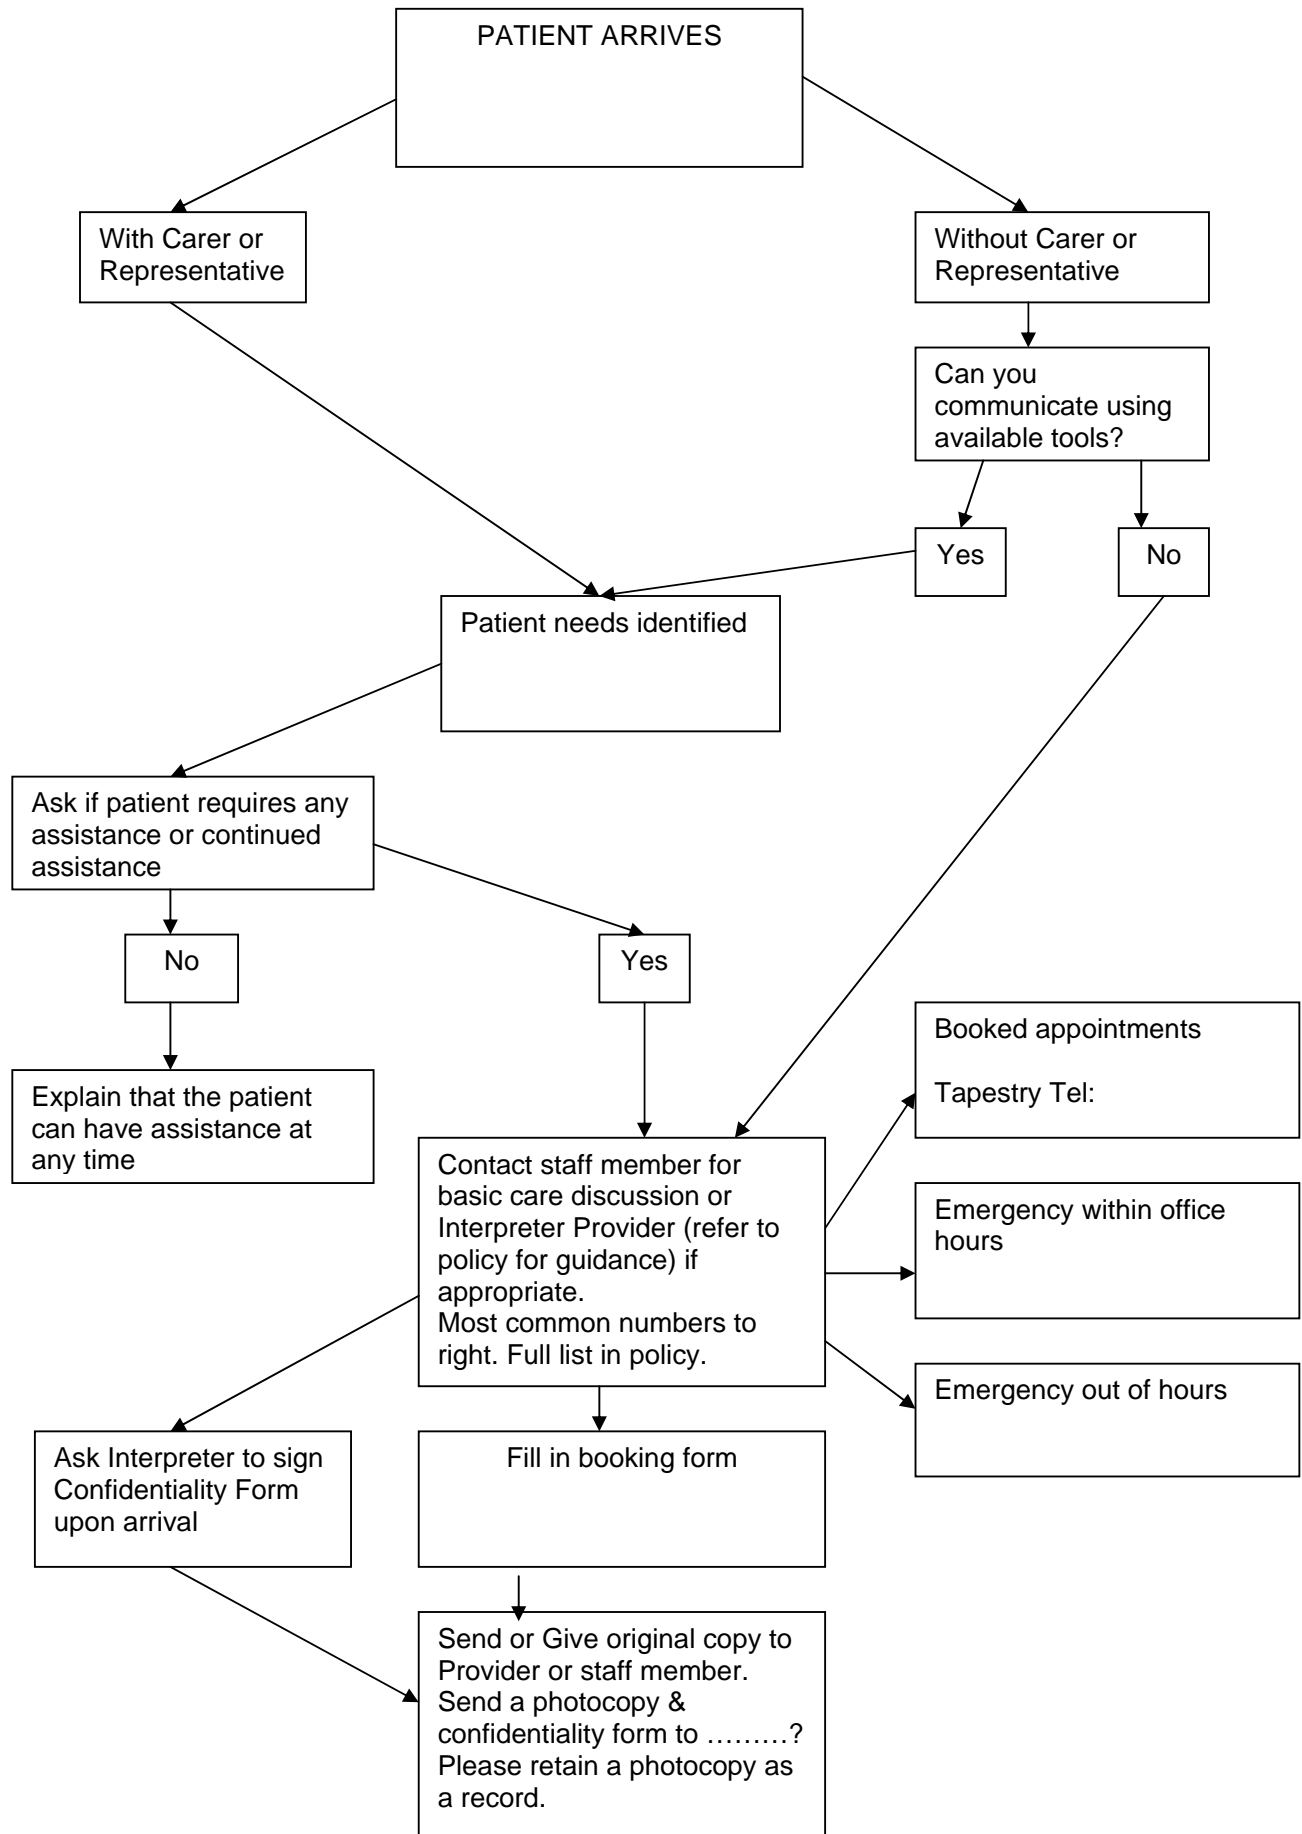 PATIENT ARRIVES
With Carer or
Representative
Without Carer or
Representative
Can you
communicate using
available tools?
Yes
No
Patient needs identified
Ask if patient requires any
assistance or continued
assistance
No
Yes
Explain that the patient
can have assistance at
any time
Booked appointments
Tapestry Tel:
Contact staff member for
basic care discussion or
Interpreter Provider (refer to
policy for guidance) if
appropriate.
Most common numbers to
right. Full list in policy.
Emergency within office
hours
Emergency out of hours
Ask Interpreter to sign
Confidentiality Form
upon arrival
Fill in booking form
Send or Give original copy to
Provider or staff member.
Send a photocopy &
confidentiality form to ………?
Please retain a photocopy as
a record.